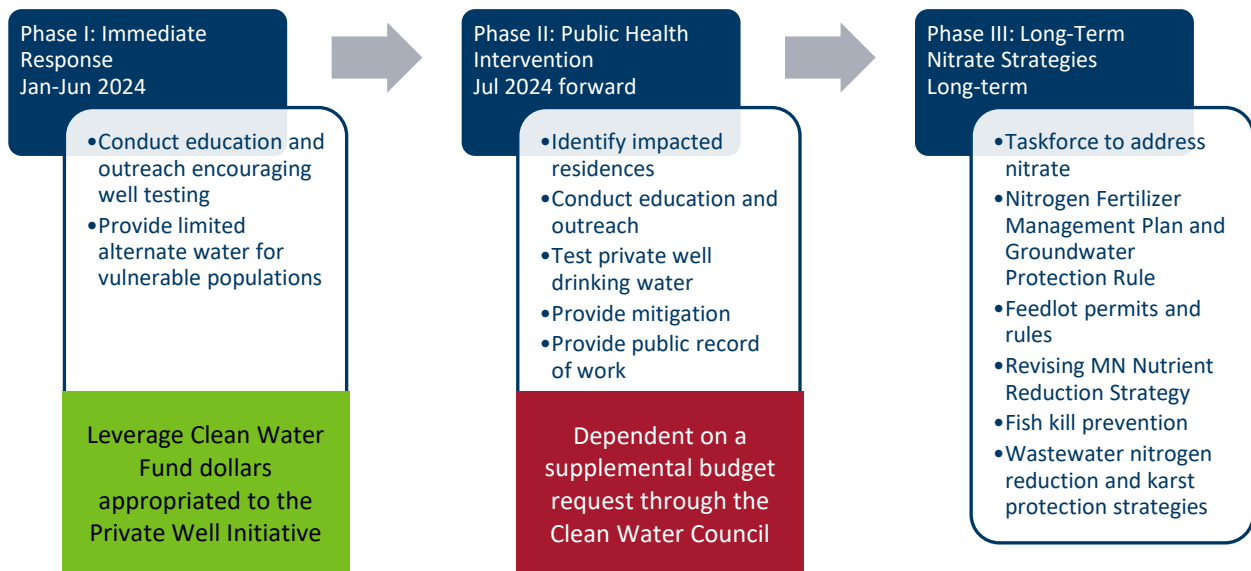 Phase I: Immediate
Response
Jan-Jun 2024
•Conduct education and
outreach encouraging
well testing
•Provide limited
alternate water for
vulnerable populations
Leverage Clean Water
Fund dollars
appropriated to the
Private Well Initiative
Phase II: Public Health
Intervention
Jul 2024 forward
•Identify impacted
residences
•Conduct education and
outreach
•Test private well
drinking water
•Provide mitigation
•Provide public record
of work
Dependent on a
supplemental budget
request through the
Clean Water Council
Phase III: Long-Term
Nitrate Strategies
Long-term
•Taskforce to address
nitrate
•Nitrogen Fertilizer
Management Plan and
Groundwater
Protection Rule
•Feedlot permits and
rules
•Revising MN Nutrient
Reduction Strategy
•Fish kill prevention
•Wastewater nitrogen
reduction and karst
protection strategies